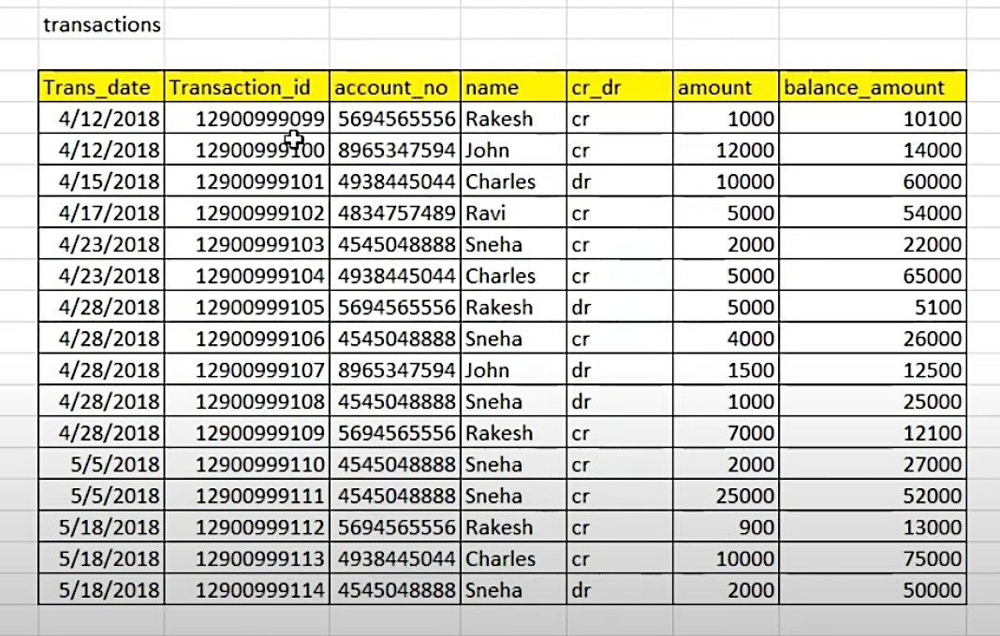 transactions
Trans_date Transaction_id account_no name cr_dr amount balance_amount
4/12/2018 12900999099 5694565556 Rakesh cr 1000 10100
4/12/2018 12900999100 8965347594 John cr 12000 14000
4/15/2018 12900999101 4938445044 Charles dr 10000 60000
4/17/2018 12900999102 4834757489 Ravi cr 5000 54000
4/23/2018 12900999103 4545048888 Sneha cr 2000 22000
4/23/2018 12900999104 4938445044 Charles cr 5000 65000
4/28/2018 12900999105 5694565556 Rakesh dr 5000 5100
4/28/2018 12900999106 4545048888 Sneha cr 4000 26000
4/28/2018 12900999107 8965347594 John dr 1500 12500
4/28/2018 12900999108 4545048888 Sneha dr 1000 25000
4/28/2018 12900999109 5694565556 Rakesh cr 7000 12100
5/5/2018 12900999110 4545048888 Sneha cr 2000 27000
5/5/2018 12900999111 4545048888 Sneha cr 25000 52000
5/18/2018 12900999112 5694565556 Rakesh cr 900 13000
5/18/2018 12900999113 4938445044 Charles cr 10000 75000
5/18/2018 12900999114 4545048888 Sneha dr 2000 50000